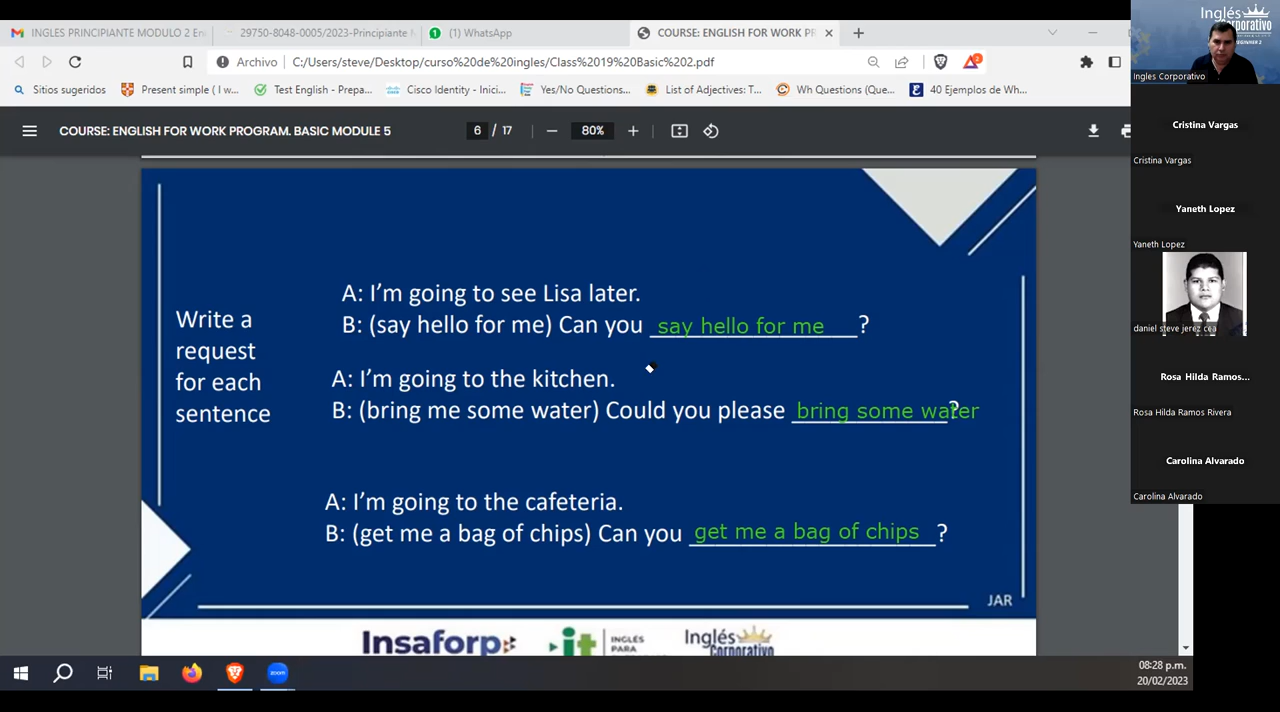 INGLES PRINCIPIANTE MODULO 2 En
29750-8048-0005/2023-Principiante M
(1) WhatsApp
COURSE: ENGLISH FOR WORK PR
Archivo
C:/Users/steve/Desktop/curso%20de%20ingles/Class%2019%20Basic%202.pdf
2
Sitios sugeridos
Present simple ( I w...
Test English - Prepa...
Cisco Identity - Inici...
Yes/No Questions...
List of Adjectives: T...
Wh Questions (Que...
40 Ejemplos de Wh...
COURSE: ENGLISH FOR WORK PROGRAM. BASIC MODULE 5
6 / 17
80%
Write a
request
for each
sentence
A: I'm going to see Lisa later.
B: (say hello for me) Can you say hello for me?
A: I'm going to the kitchen.
B: (bring me some water) Could you please bring some water?
A: I'm going to the cafeteria.
B: (get me a bag of chips) Can you get me a bag of chips?
JAR
Insaforp
it
INGLÉS
PARA
Inglés
Corporativo
zoom
08:28 p.m.
20/02/2023
Inglés
Corporativo
Ingles Corporativo
Cristina Vargas
Cristina Vargas
Yaneth Lopez
Yaneth Lopez
daniel steve jerez cea
Rosa Hilda Ramos...
Rosa Hilda Ramos Rivera
Carolina Alvarado
Carolina Alvarado